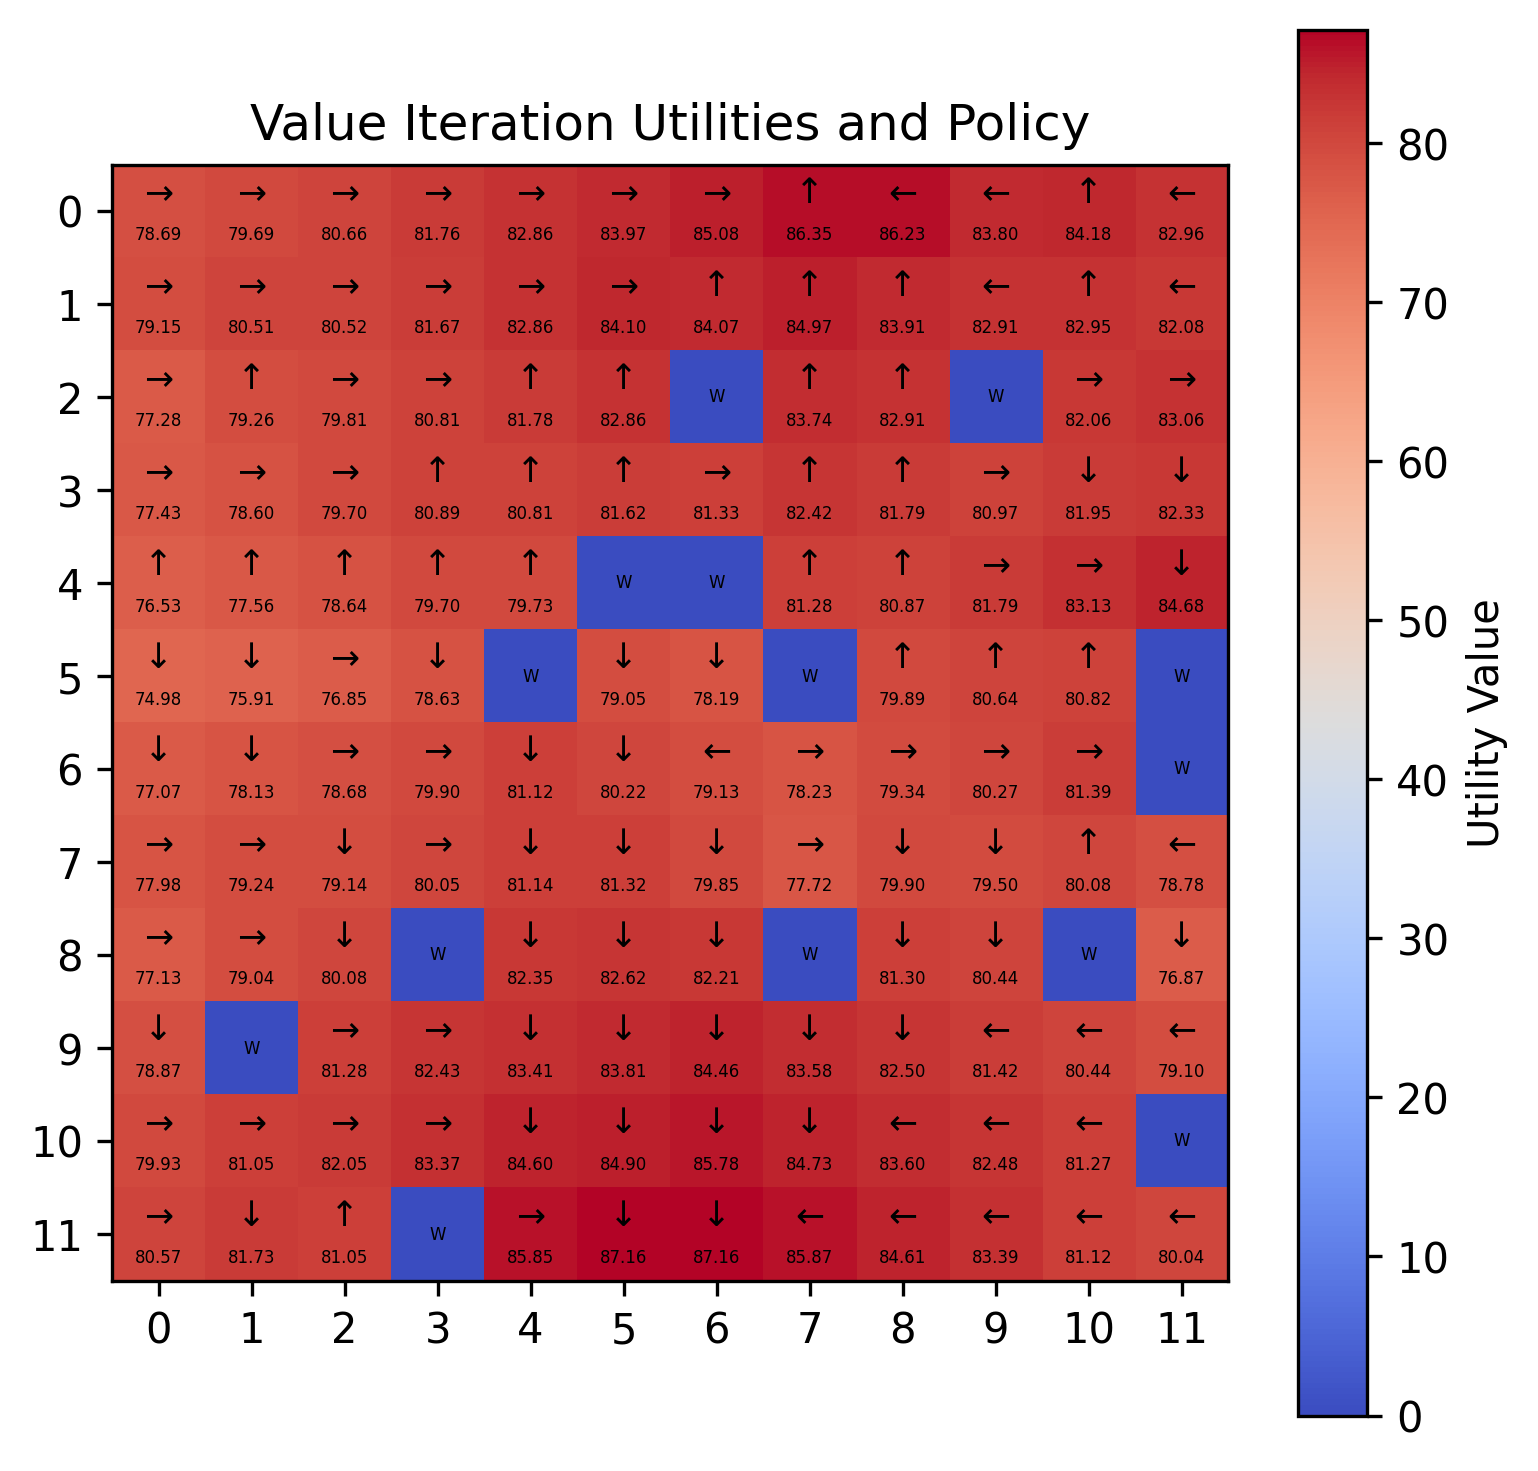 Value Iteration Utilities and Policy
0 → → → → → → → ↑ ← ← ↑ ←
78.69 79.69 80.66 81.76 82.86 83.97 85.08 86.35 86.23 83.80 84.18 82.96
1 → → → → → → ↑ ↑ ↑ ← ↑ ←
79.15 80.51 80.52 81.67 82.86 84.10 84.07 84.97 83.91 82.91 82.95 82.08
2 → ↑ → → ↑ ↑ W ↑ ↑ W → →
77.28 79.26 79.81 80.81 81.78 82.86 83.74 82.91 82.06 83.06
3 → → → ↑ ↑ ↑ → ↑ ↑ → ↓ ↓
77.43 78.60 79.70 80.89 80.81 81.62 81.33 82.42 81.79 80.97 81.95 82.33
4 ↑ ↑ ↑ ↑ ↑ W W ↑ ↑ → → ↓
76.53 77.56 78.64 79.70 79.73 81.28 80.87 81.79 83.13 84.68
5 ↓ ↓ → ↓ W ↓ ↓ W ↑ ↑ ↑ W
74.98 75.91 76.85 78.63 79.05 78.19 79.89 80.64 80.82
6 ↓ ↓ → → ↓ ↓ ← → → → → W
77.07 78.13 78.68 79.90 81.12 80.22 79.13 78.23 79.34 80.27 81.39
7 → → ↓ → ↓ ↓ ↓ → ↓ ↓ ↑ ←
77.98 79.24 79.14 80.05 81.14 81.32 79.85 77.72 79.90 79.50 80.08 78.78
8 → → ↓ W ↓ ↓ ↓ W ↓ ↓ W ↓
77.13 79.04 80.08 82.35 82.62 82.21 81.30 80.44 76.87
9 ↓ W → → ↓ ↓ ↓ ↓ ↓ ← ← ←
78.87 81.28 82.43 83.41 83.81 84.46 83.58 82.50 81.42 80.44 79.10
10 → → → → ↓ ↓ ↓ ↓ ← ← ← W
79.93 81.05 82.05 83.37 84.60 84.90 85.78 84.73 83.60 82.48 81.27
11 → ↓ ↑ W → ↓ ↓ ← ← ← ← ←
80.57 81.73 81.05 85.85 87.16 87.16 85.87 84.61 83.39 81.12 80.04
0 1 2 3 4 5 6 7 8 9 10 11
80
70
60
50
40
30
20
10
0
Utility Value